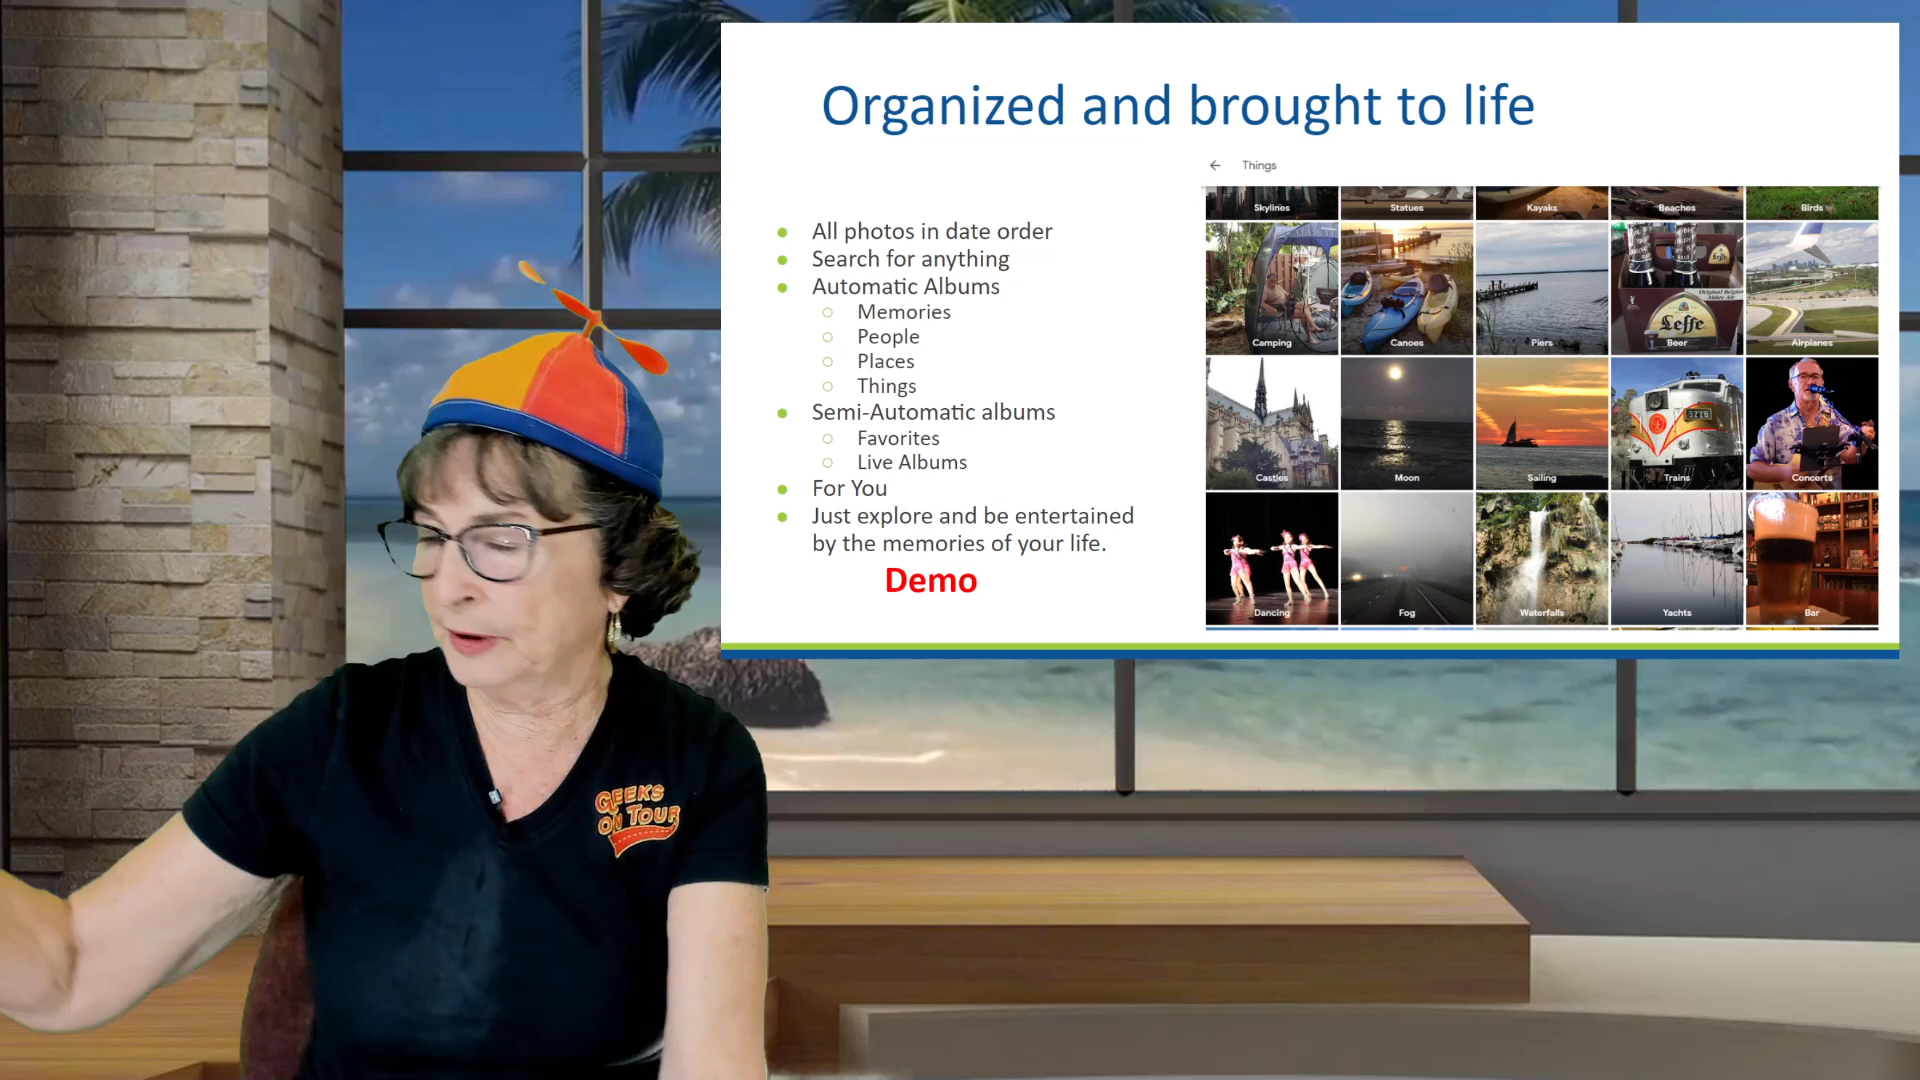 Organized and brought to life
All photos in date order
Search for anything
Automatic Albums
Memories
People
Places
Things
Semi-Automatic albums
Favorites
Live Albums
For You
Just explore and be entertained
by the memories of your life.
Demo
Things
Skylines Statues Kayaks Beaches Birds
Camping Canoes Piers Beer Airplanes
Leffe
Castles Moon Sailing Trains Concerts
Dancing Fog Waterfalls Yachts Bar
GEEKS
ON TOUR